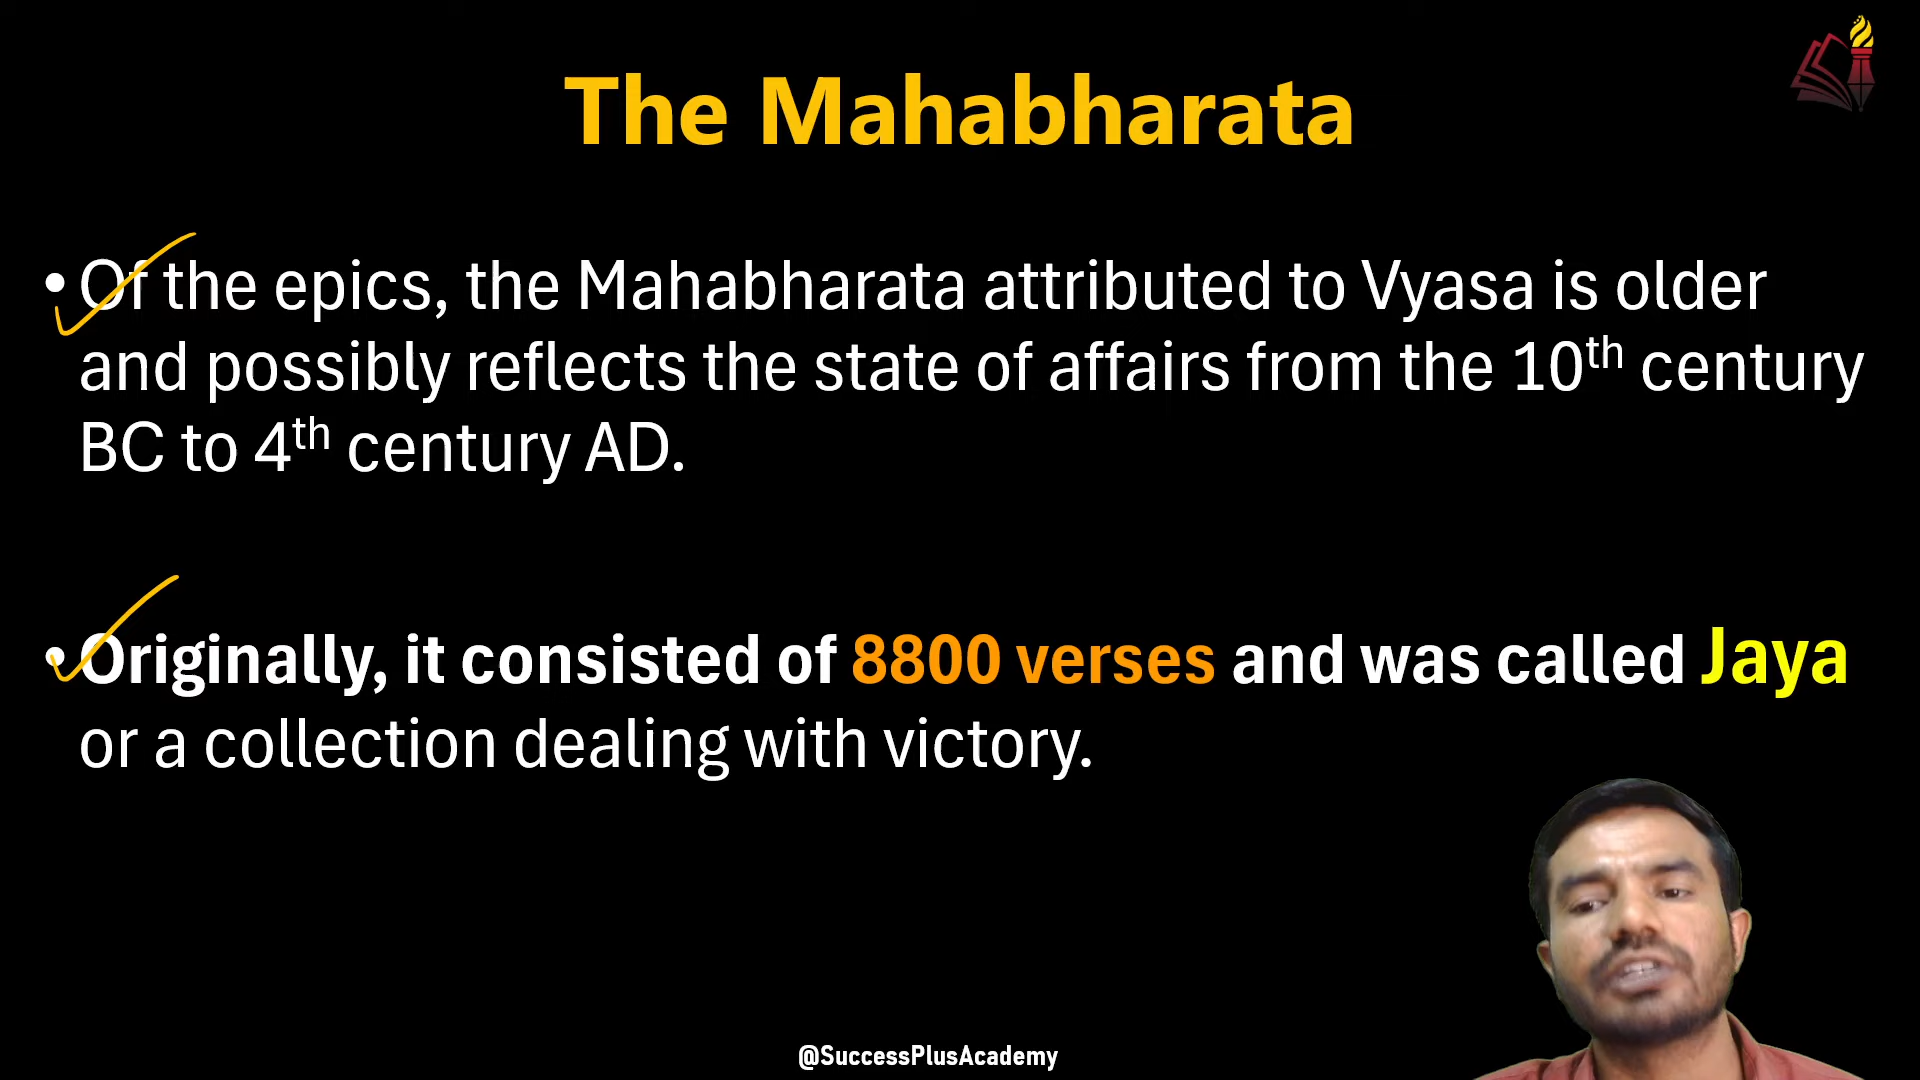 The Mahabharata
• Of the epics, the Mahabharata attributed to Vyasa is older
and possibly reflects the state of affairs from the 10th century
BC to 4th century AD.
• Originally, it consisted of 8800 verses and was called Jaya
or a collection dealing with victory.
@SuccessPlusAcademy